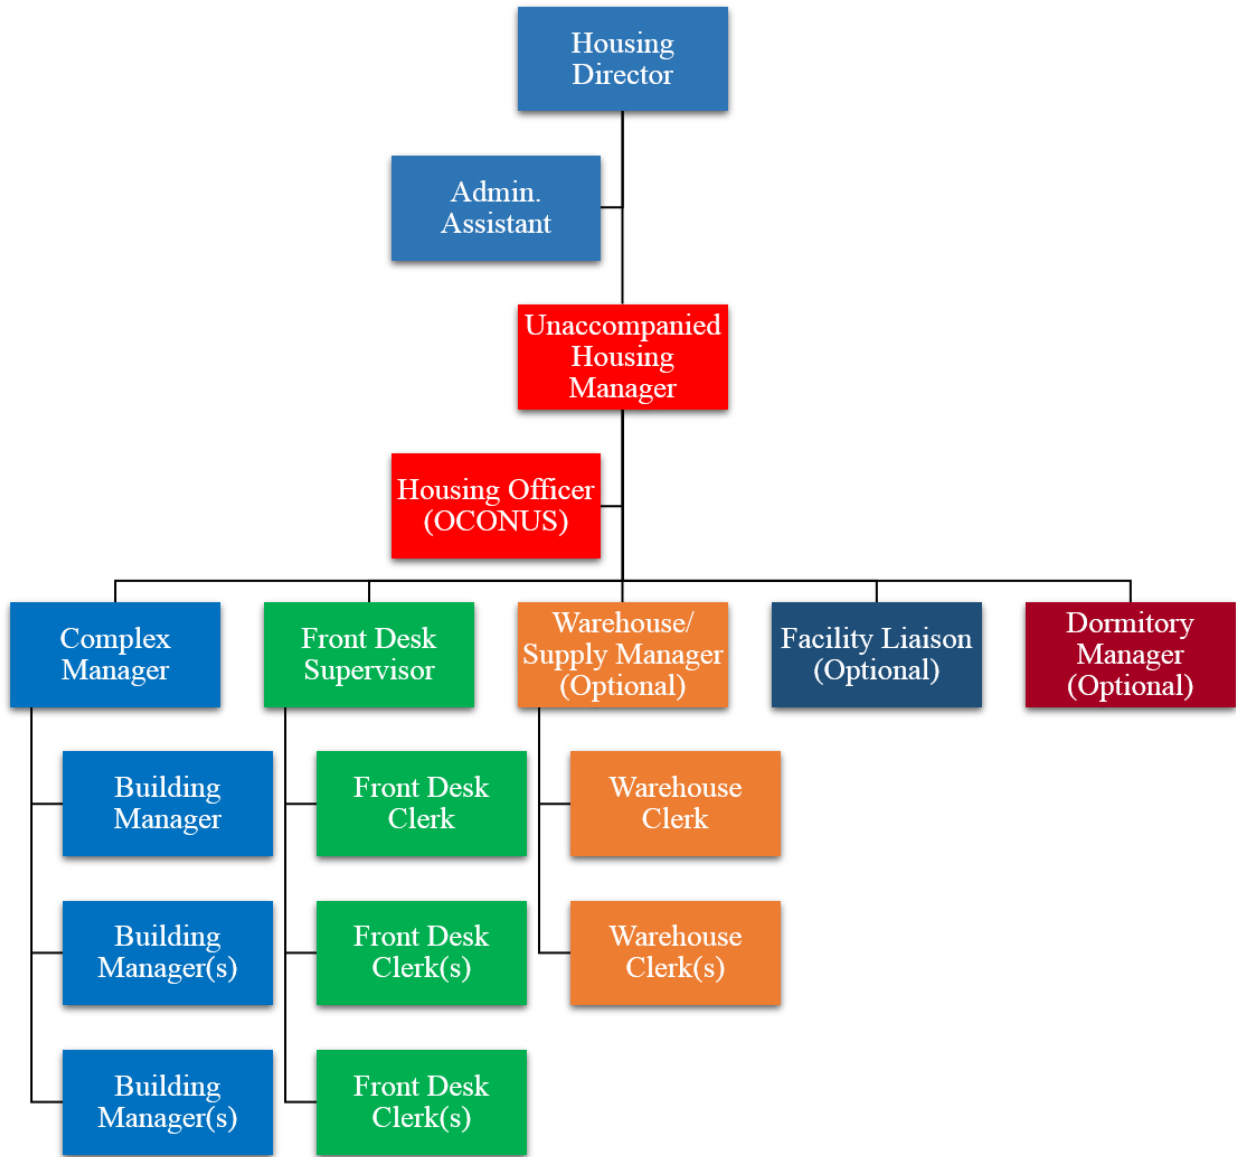 Housing
Director
Admin.
Assistant
Unaccompanied
Housing
Manager
Housing Officer
(OCONUS)
Complex
Manager
Front Desk
Supervisor
Warehouse/
Supply Manager
(Optional)
Facility Liaison
(Optional)
Dormitory
Manager
(Optional)
Building
Manager
Front Desk
Clerk
Warehouse
Clerk
Building
Manager(s)
Front Desk
Clerk(s)
Warehouse
Clerk(s)
Building
Manager(s)
Front Desk
Clerk(s)